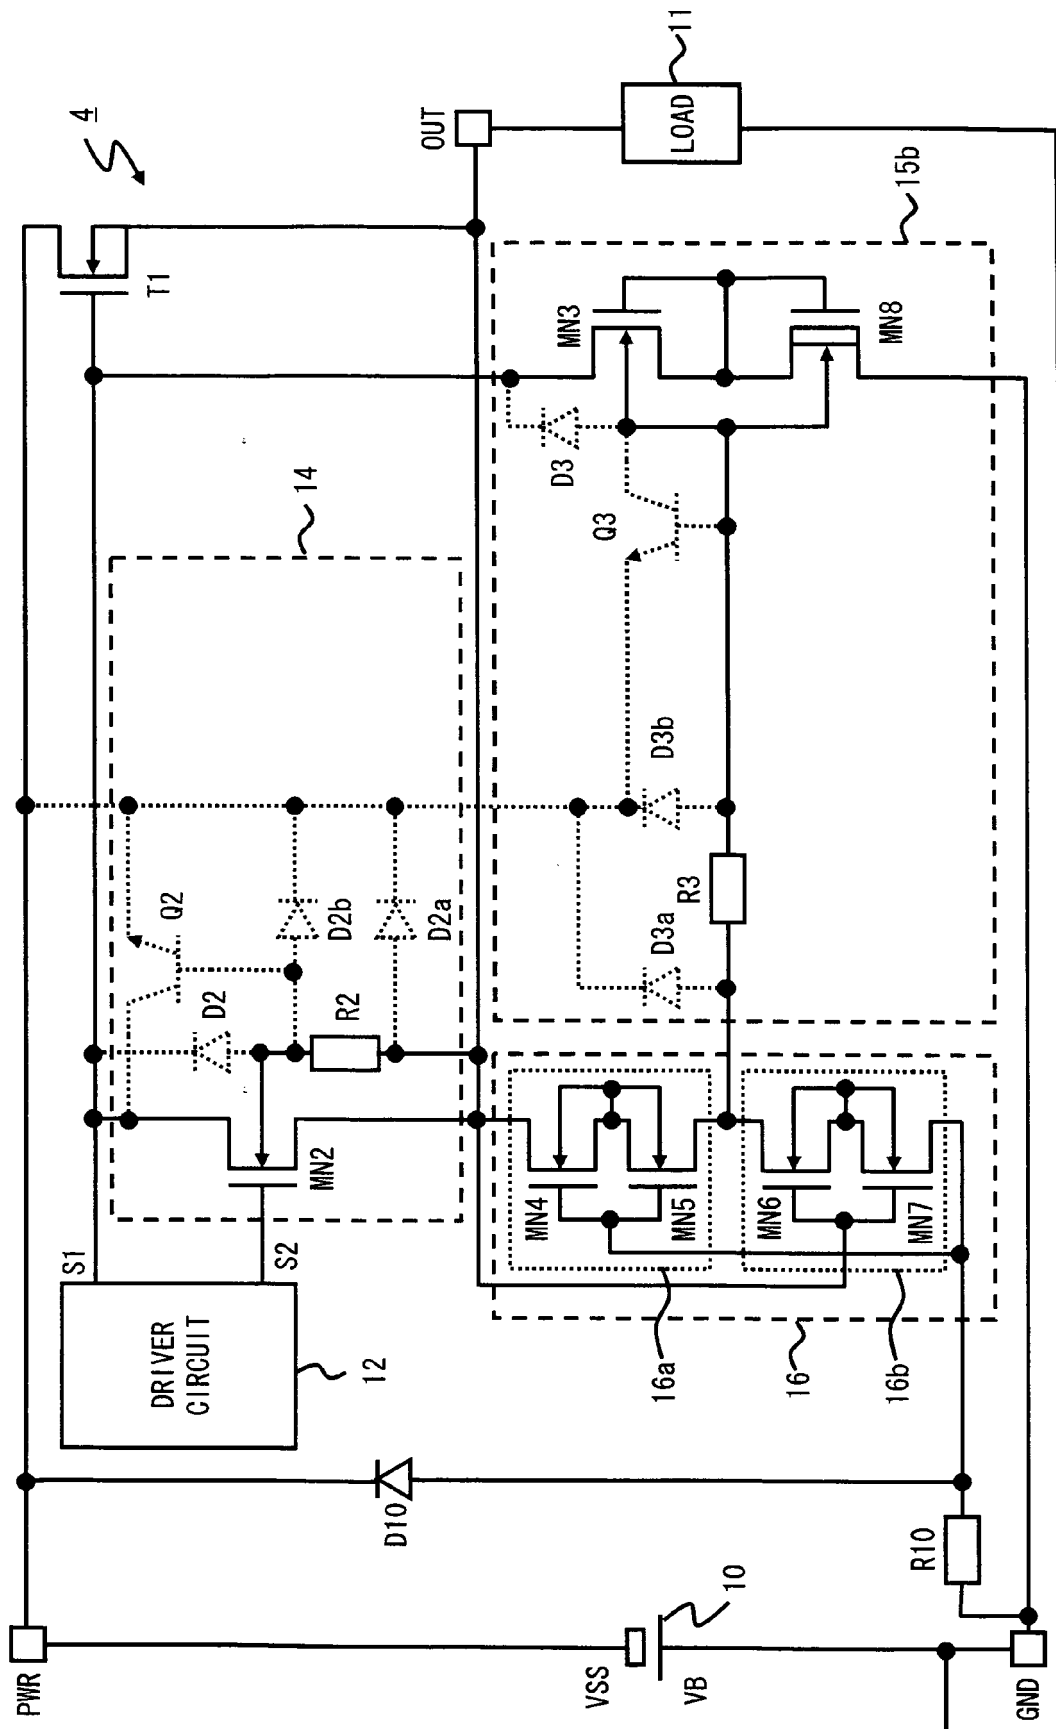 4
PWR
S1
DRIVER
CIRCUIT
12
S2
14
T1
OUT
LOAD
11
Q2
D2
D2b
D2a
R2
MN2
D10
VSS
VB
10
GND
R10
16
16a
16b
MN4
MN5
MN6
MN7
15b
D3a
R3
D3b
Q3
D3
MN3
MN8